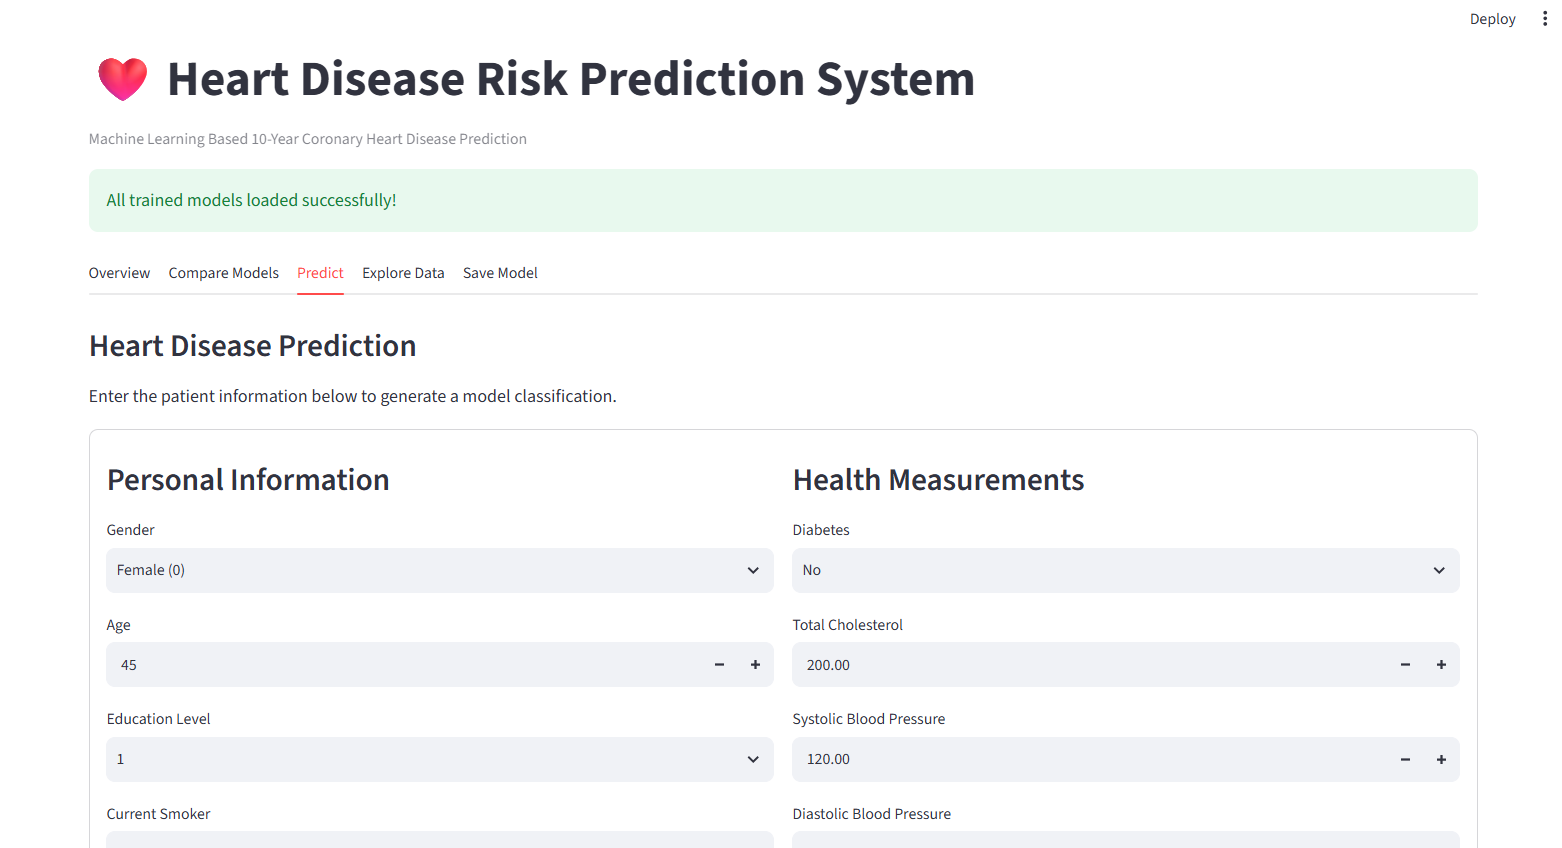 Deploy
Heart Disease Risk Prediction System
Machine Learning Based 10-Year Coronary Heart Disease Prediction
All trained models loaded successfully!
Overview Compare Models Predict Explore Data Save Model
Heart Disease Prediction
Enter the patient information below to generate a model classification.
Personal Information
Gender
Female (0)
Age
45
Education Level
1
Current Smoker
Health Measurements
Diabetes
No
Total Cholesterol
200.00
Systolic Blood Pressure
120.00
Diastolic Blood Pressure